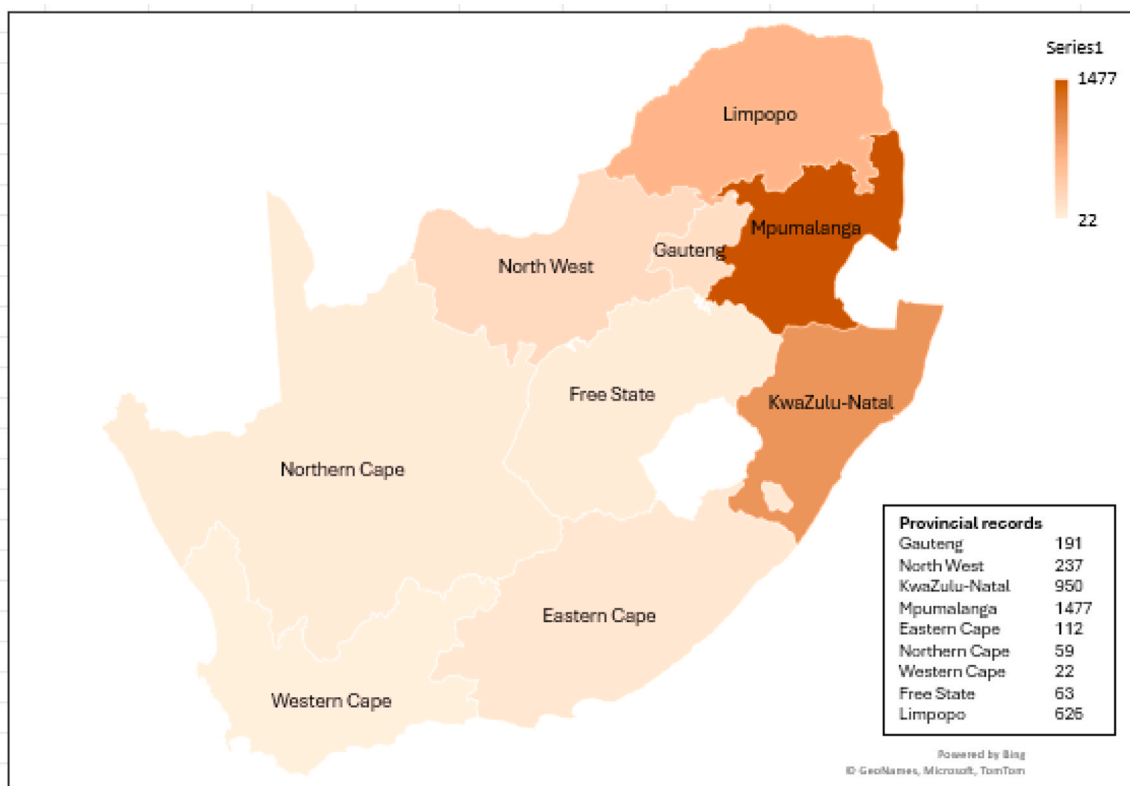 Series1
1477
22
Limpopo
Mpumalanga
Gauteng
North West
Free State
KwaZulu-Natal
Northern Cape
Eastern Cape
Western Cape
Provincial records
Gauteng 191
North West 237
KwaZulu-Natal 950
Mpumalanga 1477
Eastern Cape 112
Northern Cape 59
Western Cape 22
Free State 63
Limpopo 626
Powered by Bing
© GeoNames, Microsoft, TomTom